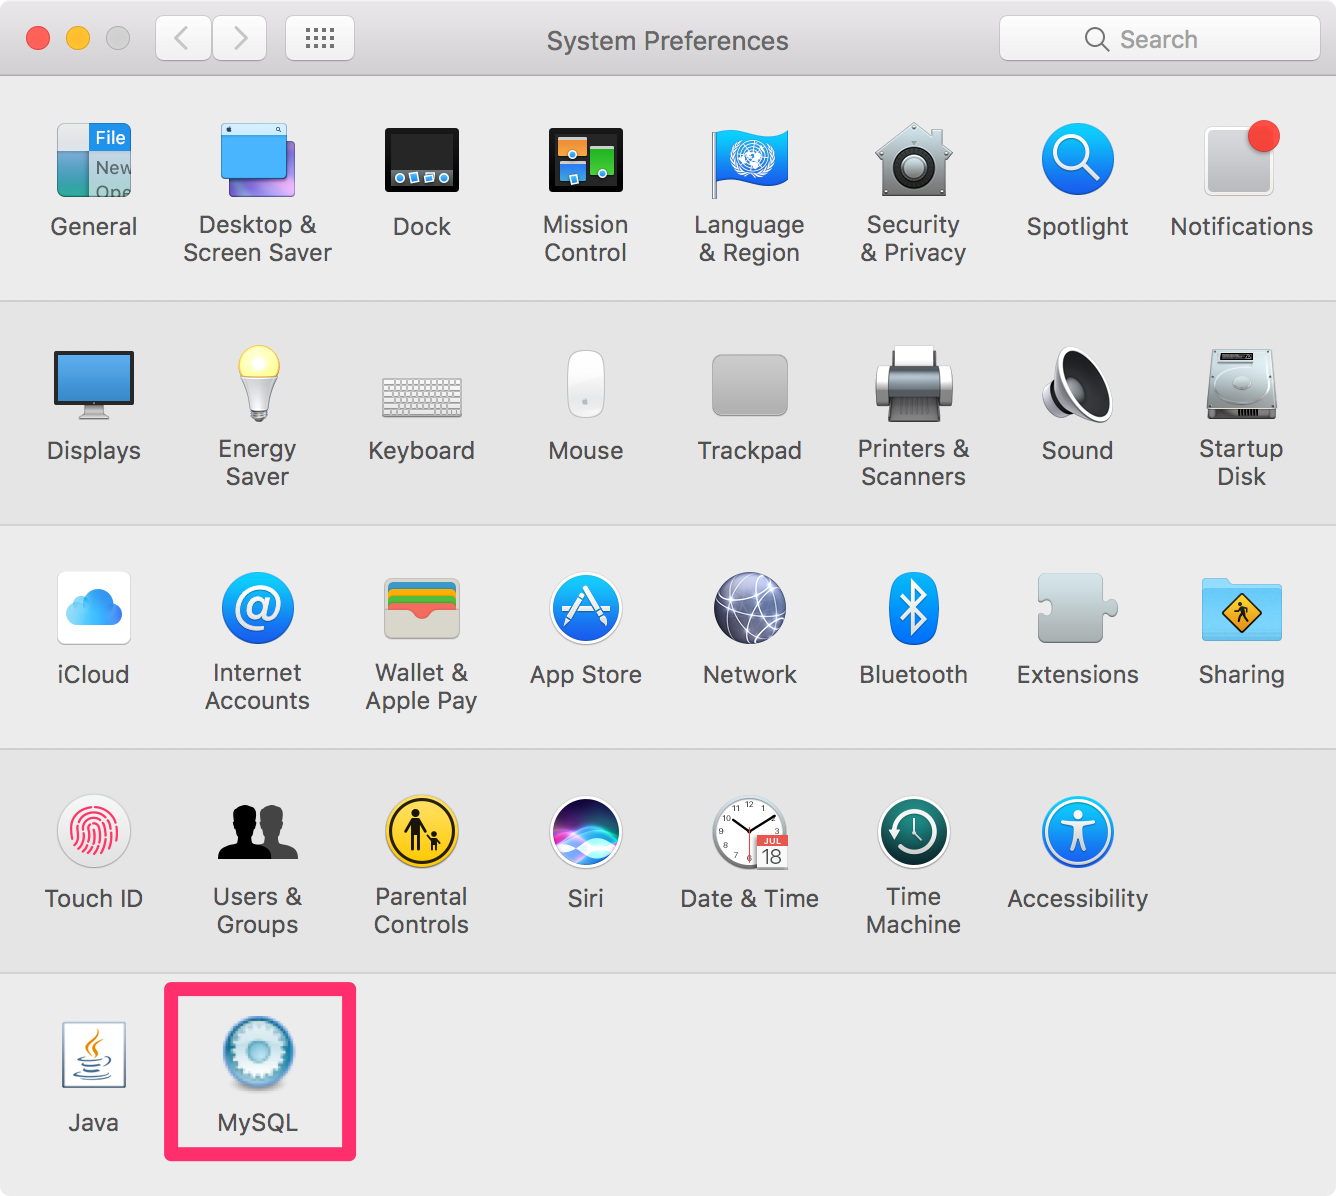 System Preferences
Search
File
New
Ope
General
Desktop &
Screen Saver
Dock
Mission
Control
Language
& Region
Security
& Privacy
Spotlight
Notifications
Displays
Energy
Saver
Keyboard
Mouse
Trackpad
Printers &
Scanners
Sound
Startup
Disk
iCloud
Internet
Accounts
Wallet &
Apple Pay
App Store
Network
Bluetooth
Extensions
Sharing
Touch ID
Users &
Groups
Parental
Controls
Siri
JUL
18
Date & Time
Time
Machine
Accessibility
Java
MySQL